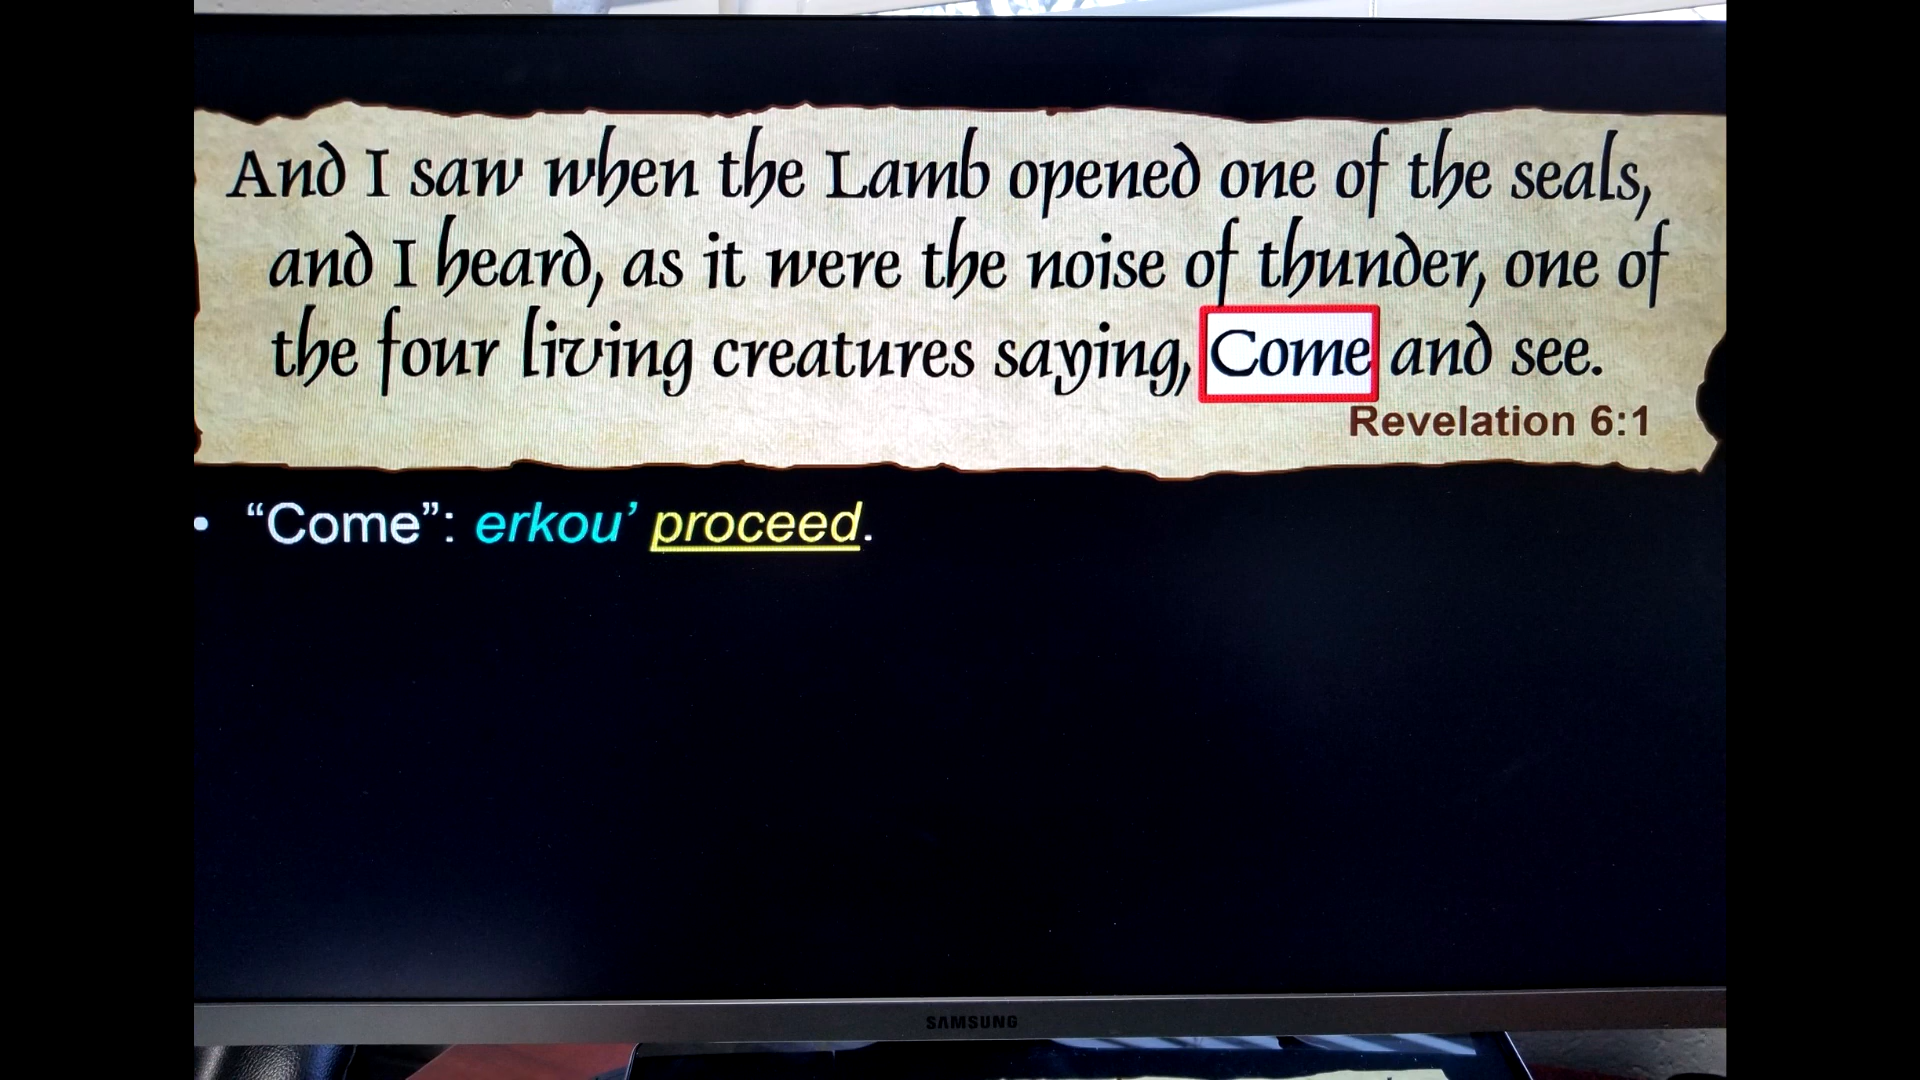 And I saw when the Lamb opened one of the seals,
and I heard, as it were the noise of thunder, one of
the four living creatures saying, Come and see.
Revelation 6:1
• “Come”: erkou’ proceed.
SAMSUNG